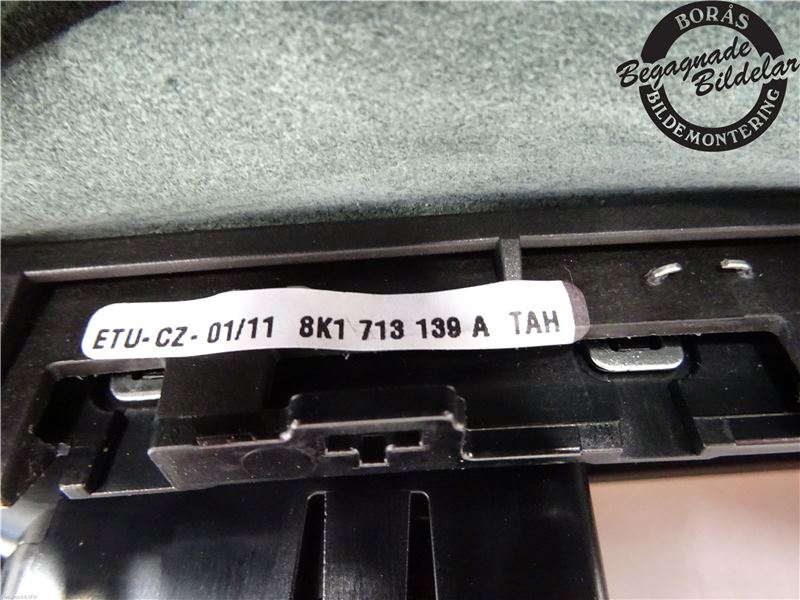 BORÅS
Begagnade
Bildelar
BILDEMONTERING
ETU-CZ-01/11 8K1 713 139 A TAH